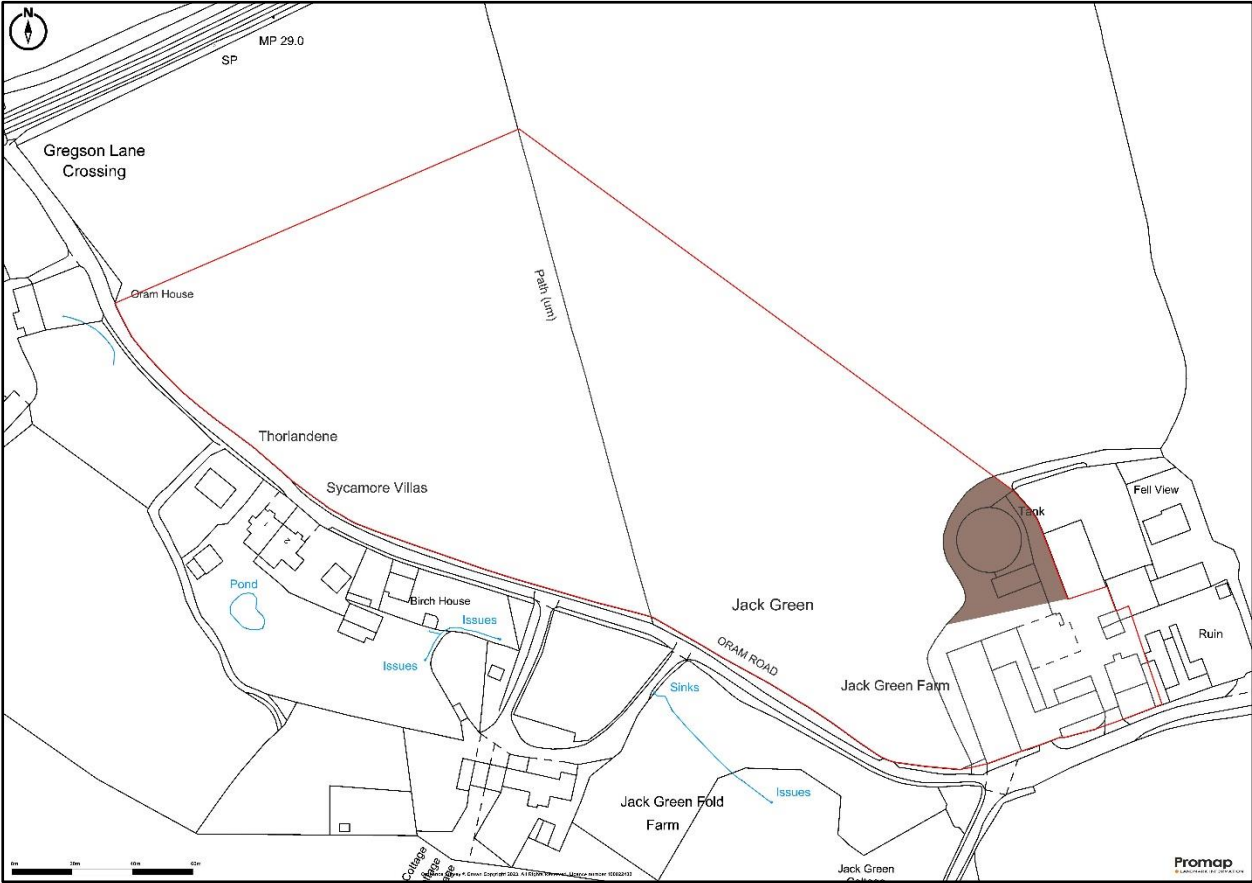 N
MP 29.0
SP
Gregson Lane
Crossing
Oram House
Path (um)
Thorlandene
Sycamore Villas
Tank
Fell View
2
Pond
Birch House
Issues
Issues
Jack Green
ORAM ROAD
Ruin
Sinks
Jack Green Farm
Issues
Jack Green Fold
Farm
Cottage
Jack Green
Promap